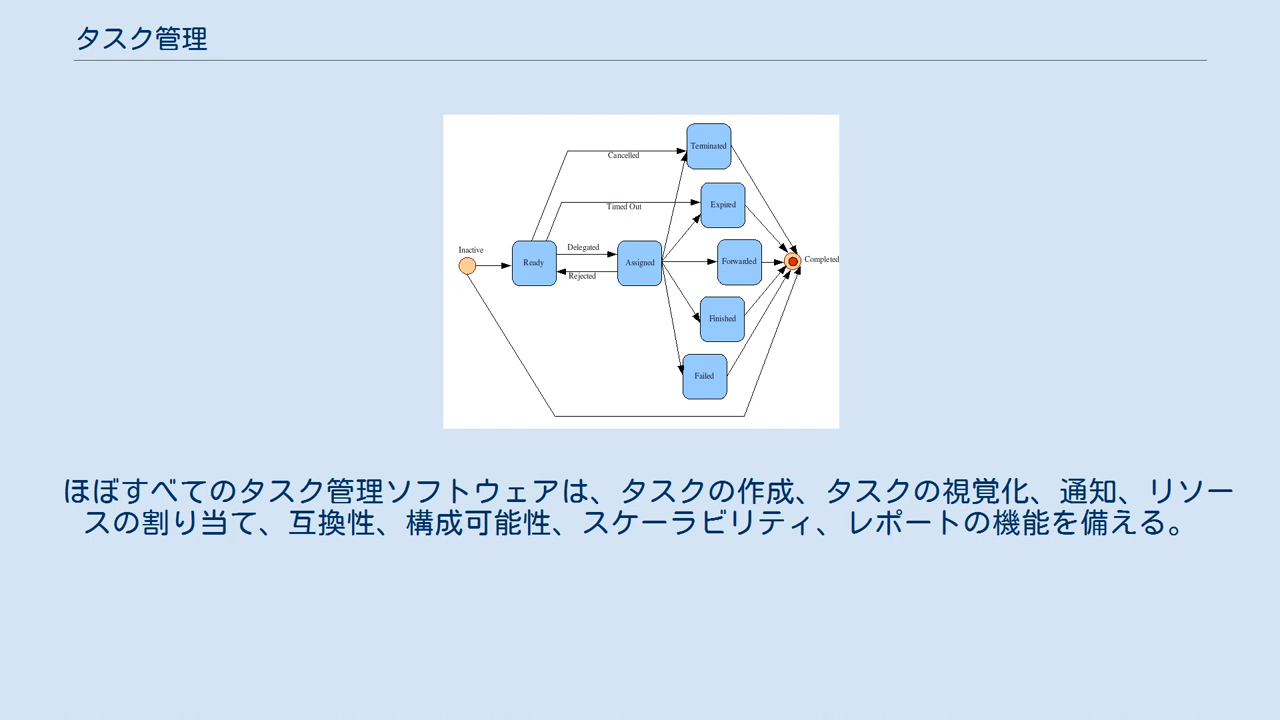 タスク管理
Terminated
Cancelled
Expired
Timed Out
Inactive
Delegated
Ready
Assigned
Forwarded
Completed
Rejected
Finished
Failed
ほぼすべてのタスク管理ソフトウェアは、タスクの作成、タスクの視覚化、通知、リソー
スの割り当て、互換性、構成可能性、スケーラビリティ、レポートの機能を備える。